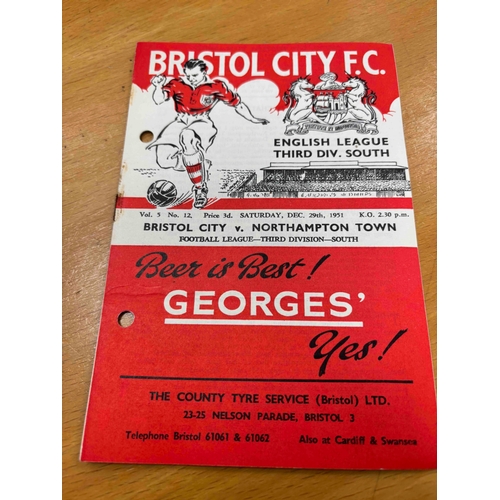 BRISTOL CITY F.C.
ENGLISH LEAGUE
THIRD DIV. SOUTH
Vol. 5 No. 12, Price 3d. SATURDAY, DEC. 29th, 1951 K.O. 2.30 p.m.
BRISTOL CITY v. NORTHAMPTON TOWN
FOOTBALL LEAGUE—THIRD DIVISION—SOUTH
Beer is Best!
GEORGES'
Yes!
THE COUNTY TYRE SERVICE (Bristol) LTD.
23-25 NELSON PARADE, BRISTOL 3
Telephone Bristol 61061 & 61062 Also at Cardiff & Swansea